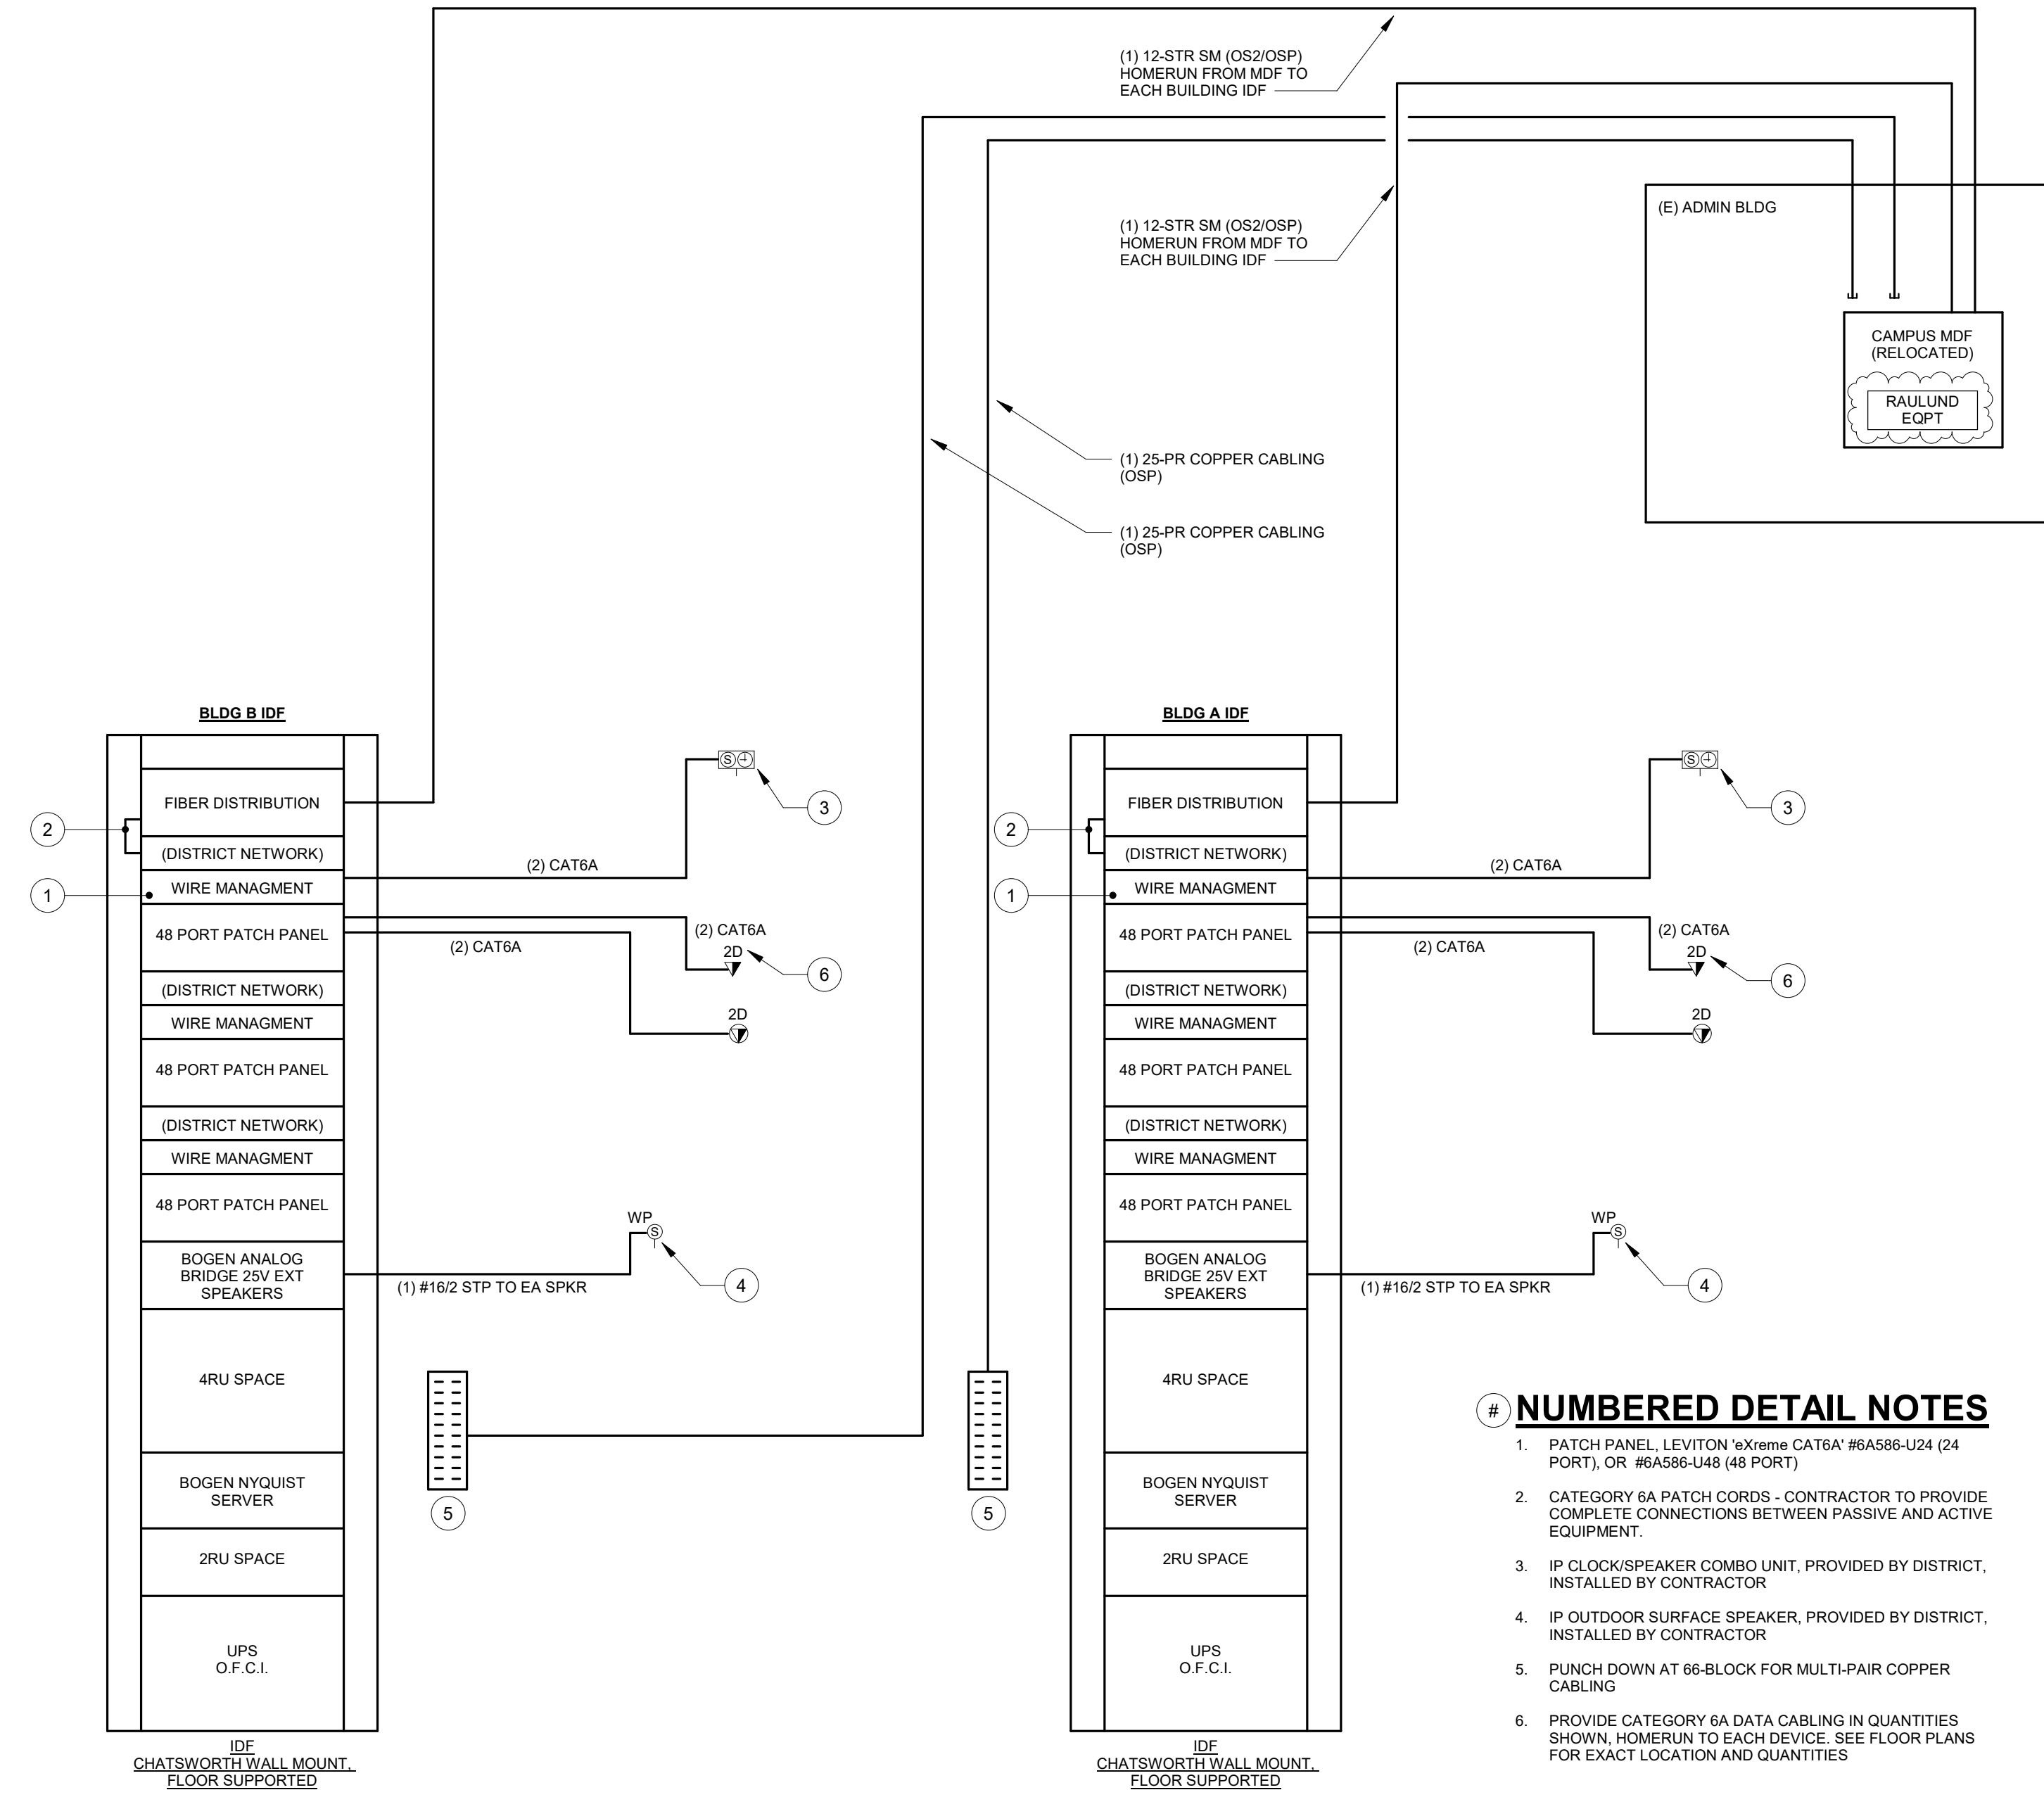 (1) 12-STR SM (OS2/OSP)
HOMERUN FROM MDF TO
EACH BUILDING IDF
(1) 12-STR SM (OS2/OSP)
HOMERUN FROM MDF TO
EACH BUILDING IDF
(E) ADMIN BLDG
CAMPUS MDF
(RELOCATED)
RAULUND
EQPT
(1) 25-PR COPPER CABLING
(OSP)
(1) 25-PR COPPER CABLING
(OSP)
BLDG B IDF
FIBER DISTRIBUTION
(DISTRICT NETWORK)
WIRE MANAGMENT
48 PORT PATCH PANEL
(DISTRICT NETWORK)
WIRE MANAGMENT
48 PORT PATCH PANEL
(DISTRICT NETWORK)
WIRE MANAGMENT
48 PORT PATCH PANEL
BOGEN ANALOG
BRIDGE 25V EXT
SPEAKERS
4RU SPACE
BOGEN NYQUIST
SERVER
2RU SPACE
UPS
O.F.C.I.
IDF
CHATSWORTH WALL MOUNT,
FLOOR SUPPORTED
2
1
S
3
(2) CAT6A
(2) CAT6A
(2) CAT6A
2D
6
2D
WP
S
(1) #16/2 STP TO EA SPKR
4
5
BLDG A IDF
FIBER DISTRIBUTION
(DISTRICT NETWORK)
WIRE MANAGMENT
48 PORT PATCH PANEL
(DISTRICT NETWORK)
WIRE MANAGMENT
48 PORT PATCH PANEL
(DISTRICT NETWORK)
WIRE MANAGMENT
48 PORT PATCH PANEL
BOGEN ANALOG
BRIDGE 25V EXT
SPEAKERS
4RU SPACE
BOGEN NYQUIST
SERVER
2RU SPACE
UPS
O.F.C.I.
IDF
CHATSWORTH WALL MOUNT,
FLOOR SUPPORTED
2
1
S
3
(2) CAT6A
(2) CAT6A
(2) CAT6A
2D
6
2D
WP
S
(1) #16/2 STP TO EA SPKR
4
5
# NUMBERED DETAIL NOTES
1. PATCH PANEL, LEVITON 'eXreme CAT6A' #6A586-U24 (24
PORT), OR #6A586-U48 (48 PORT)
2. CATEGORY 6A PATCH CORDS - CONTRACTOR TO PROVIDE
COMPLETE CONNECTIONS BETWEEN PASSIVE AND ACTIVE
EQUIPMENT.
3. IP CLOCK/SPEAKER COMBO UNIT, PROVIDED BY DISTRICT,
INSTALLED BY CONTRACTOR
4. IP OUTDOOR SURFACE SPEAKER, PROVIDED BY DISTRICT,
INSTALLED BY CONTRACTOR
5. PUNCH DOWN AT 66-BLOCK FOR MULTI-PAIR COPPER
CABLING
6. PROVIDE CATEGORY 6A DATA CABLING IN QUANTITIES
SHOWN, HOMERUN TO EACH DEVICE. SEE FLOOR PLANS
FOR EXACT LOCATION AND QUANTITIES